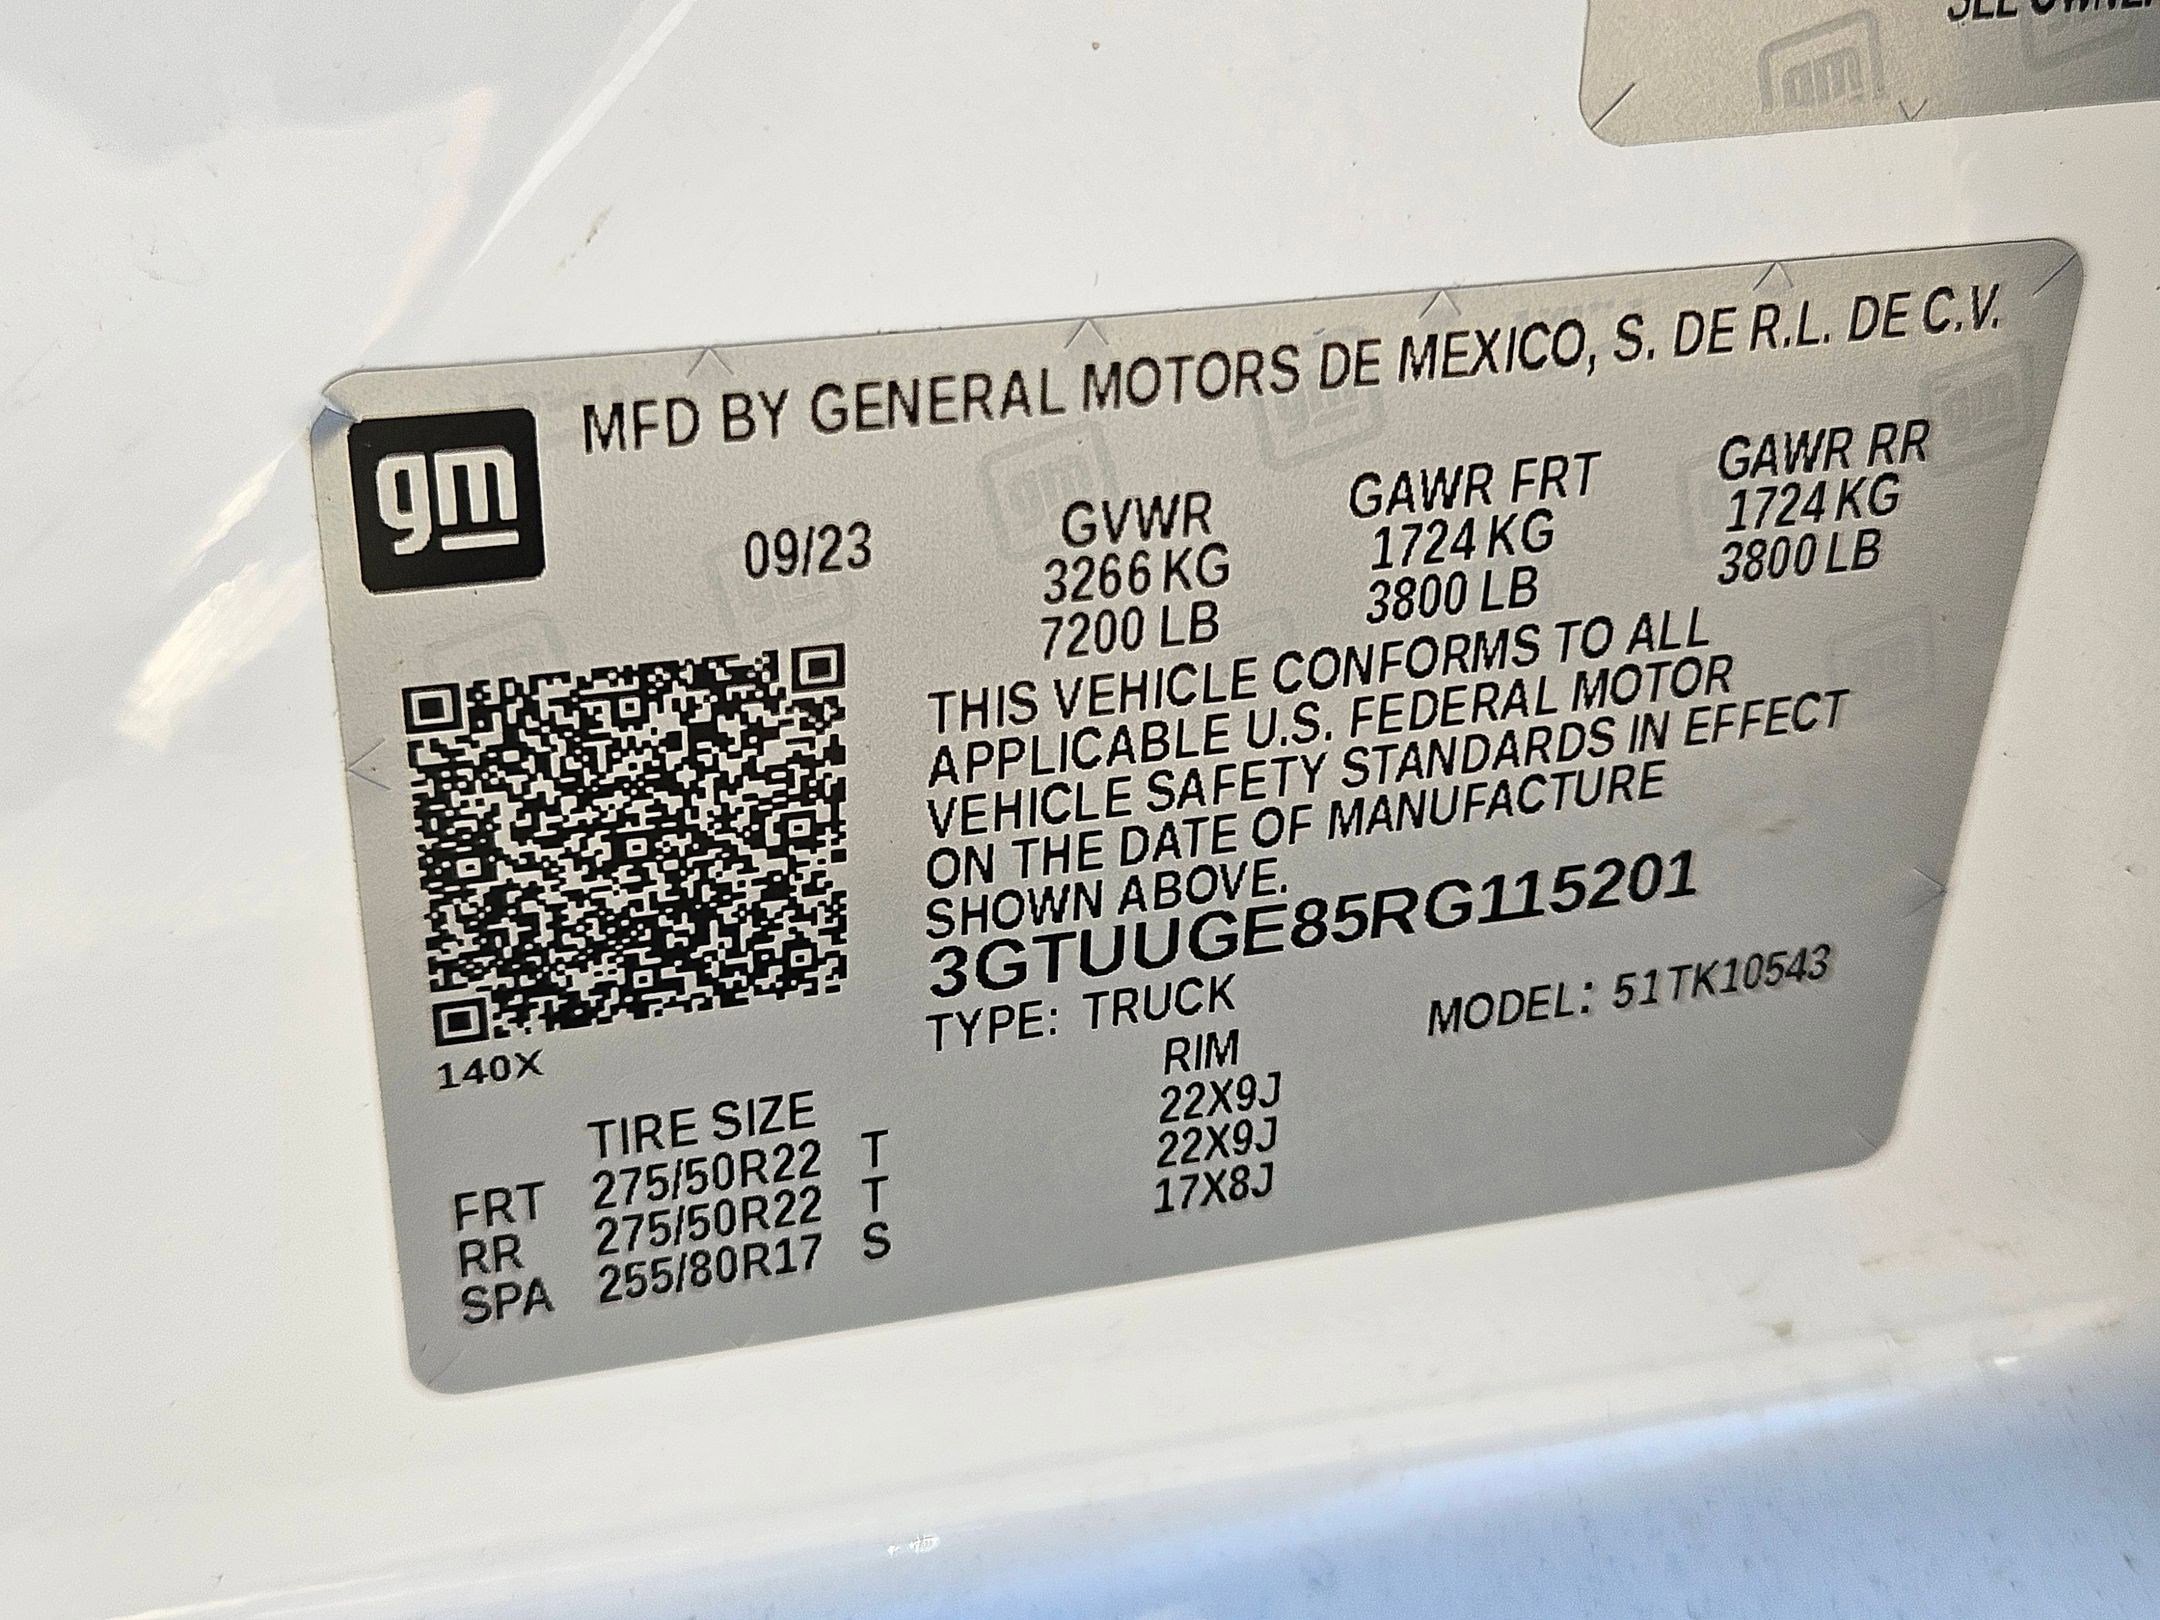 SEE OWNER
MFD BY GENERAL MOTORS DE MEXICO, S. DE R.L. DE C.V.
gm
09/23
GVWR
3266 KG
7200 LB
GAWR FRT
1724 KG
3800 LB
GAWR RR
1724 KG
3800 LB
THIS VEHICLE CONFORMS TO ALL
APPLICABLE U.S. FEDERAL MOTOR
VEHICLE SAFETY STANDARDS IN EFFECT
ON THE DATE OF MANUFACTURE
SHOWN ABOVE.
3GTUUGE85RG115201
TYPE: TRUCK MODEL: 51TK10543
140X
TIRE SIZE RIM
FRT 275/50R22 T 22X9J
RR 275/50R22 T 22X9J
SPA 255/80R17 S 17X8J